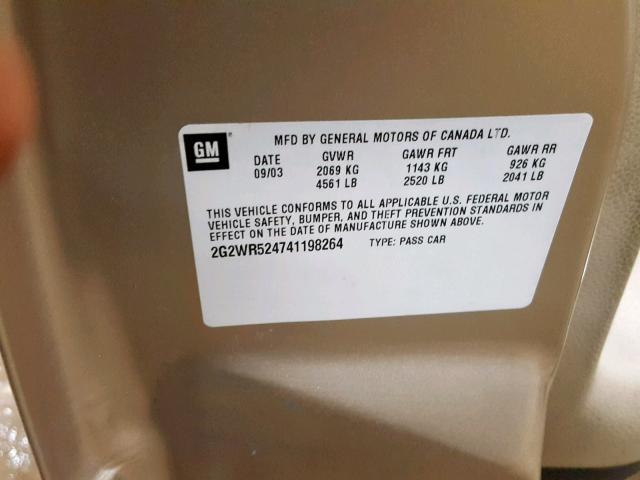 GM
MFD BY GENERAL MOTORS OF CANADA LTD.
DATE GVWR GAWR FRT GAWR RR
09/03 2069 KG 1143 KG 926 KG
4561 LB 2520 LB 2041 LB
THIS VEHICLE CONFORMS TO ALL APPLICABLE U.S. FEDERAL MOTOR
VEHICLE SAFETY, BUMPER, AND THEFT PREVENTION STANDARDS IN
EFFECT ON THE DATE OF MANUFACTURE SHOWN ABOVE.
2G2WR524741198264 TYPE: PASS CAR